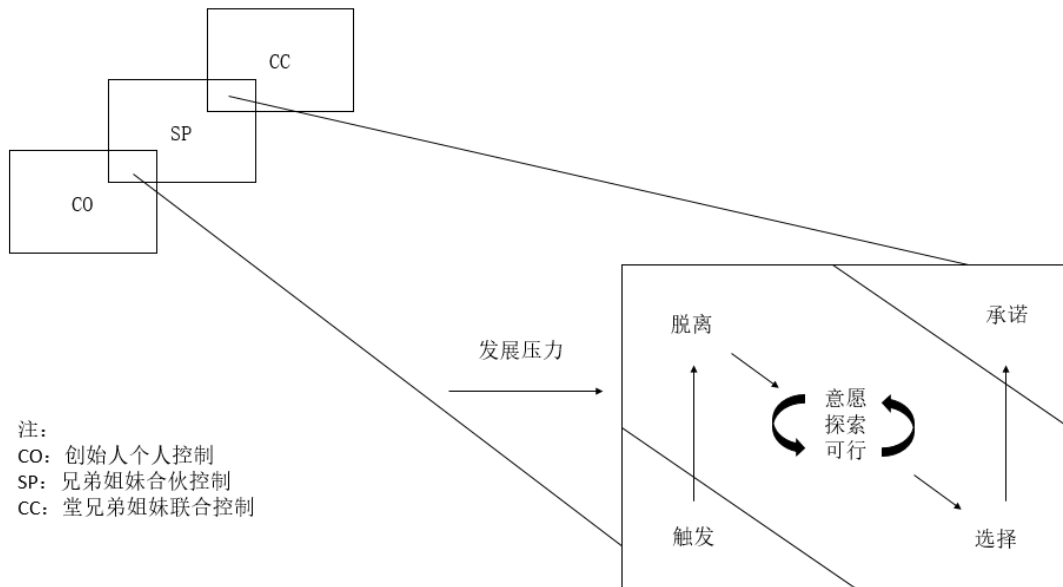 CC
SP
CO
发展压力
脱离
承诺
意愿
探索
可行
触发
选择
注：
CO：创始人个人控制
SP：兄弟姐妹合伙控制
CC：堂兄弟姐妹联合控制